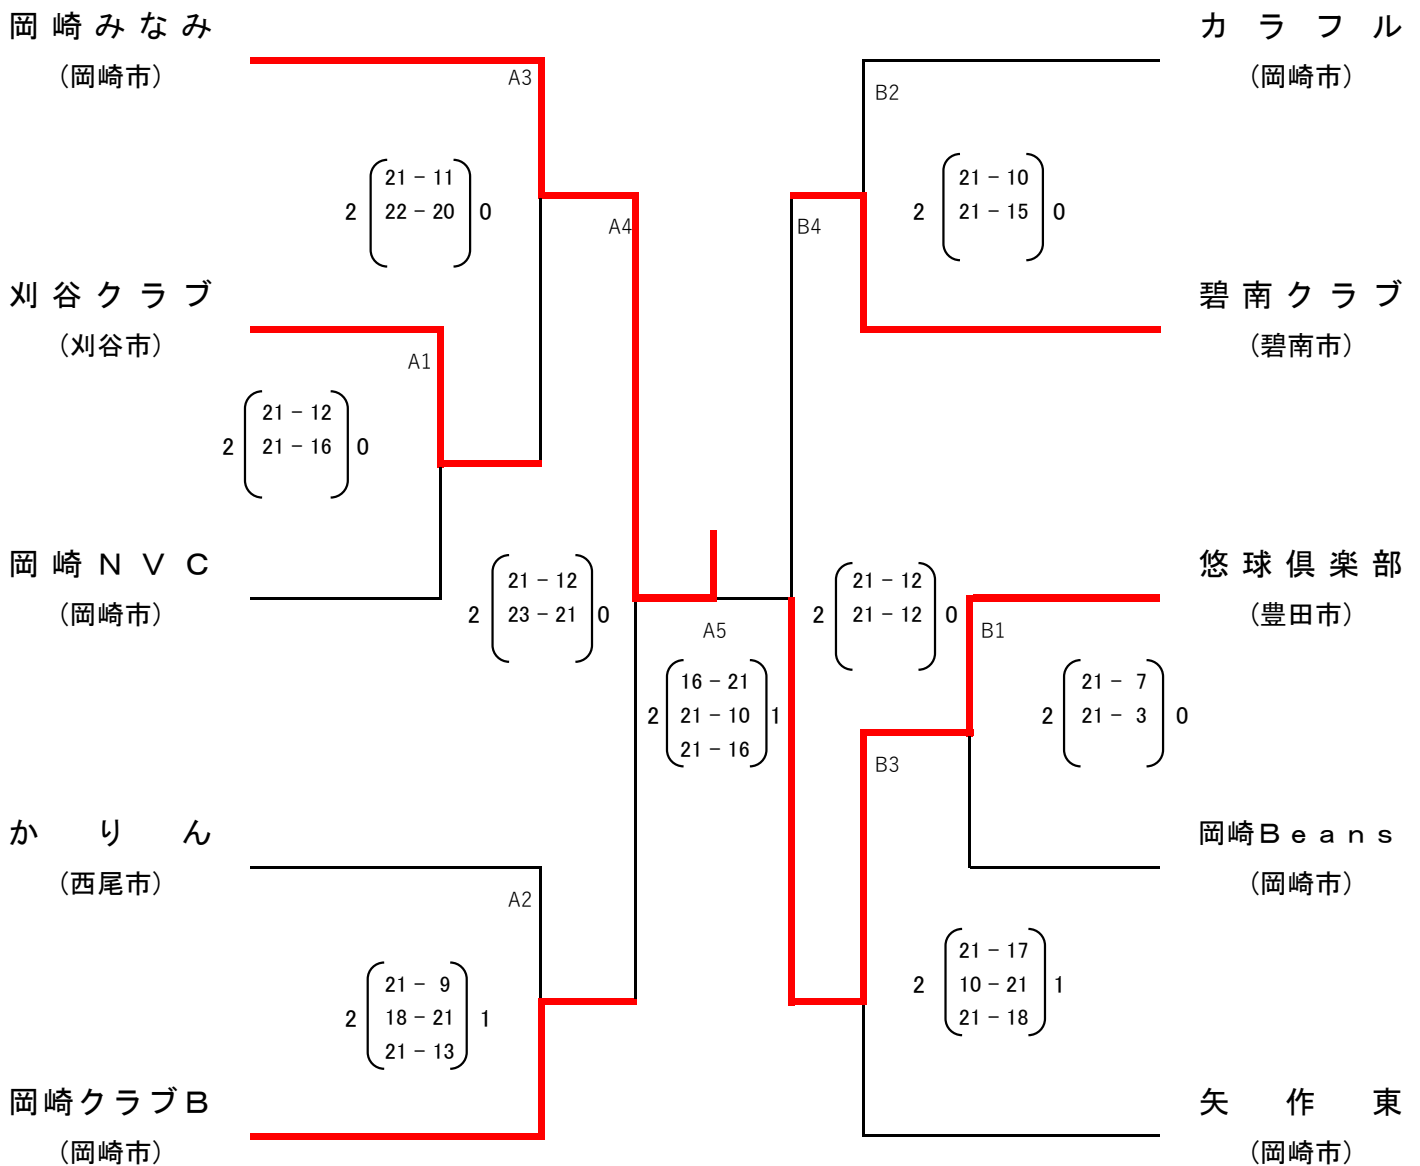 岡崎みなみ
（岡崎市）
A3
2 21 － 11 0
22 － 20
刈谷クラブ
（刈谷市）
A1
2 21 － 12 0
21 － 16
岡崎ＮＶＣ
（岡崎市）
A4
2 21 － 12 0
23 － 21
かりん
（西尾市）
A2
2 21 － 9 1
18 － 21
21 － 13
岡崎クラブＢ
（岡崎市）
A5
2 16 － 21 1
21 － 10
21 － 16
カラフル
（岡崎市）
B2
2 21 － 10 0
21 － 15
B4
碧南クラブ
（碧南市）
2 21 － 12 0
21 － 12
悠球倶楽部
（豊田市）
B1
2 21 － 7 0
21 － 3
B3
岡崎Ｂｅａｎｓ
（岡崎市）
2 21 － 17 1
10 － 21
21 － 18
矢作東
（岡崎市）